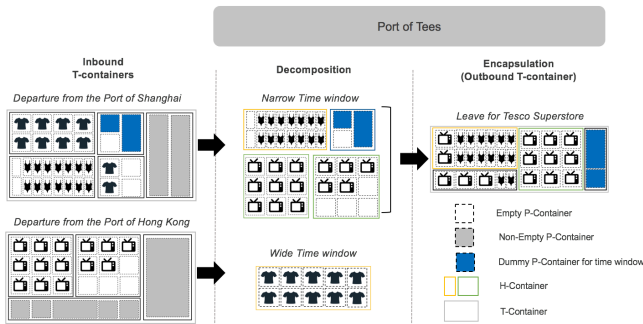 Port of Tees
Inbound
T-containers
Decomposition
Encapsulation
(Outbound T-container)
Departure from the Port of Shanghai
Narrow Time window
Leave for Tesco Superstore
Departure from the Port of Hong Kong
Wide Time window
Empty P-Container
Non-Empty P-Container
Dummy P-Container for time window
H-Container
T-Container